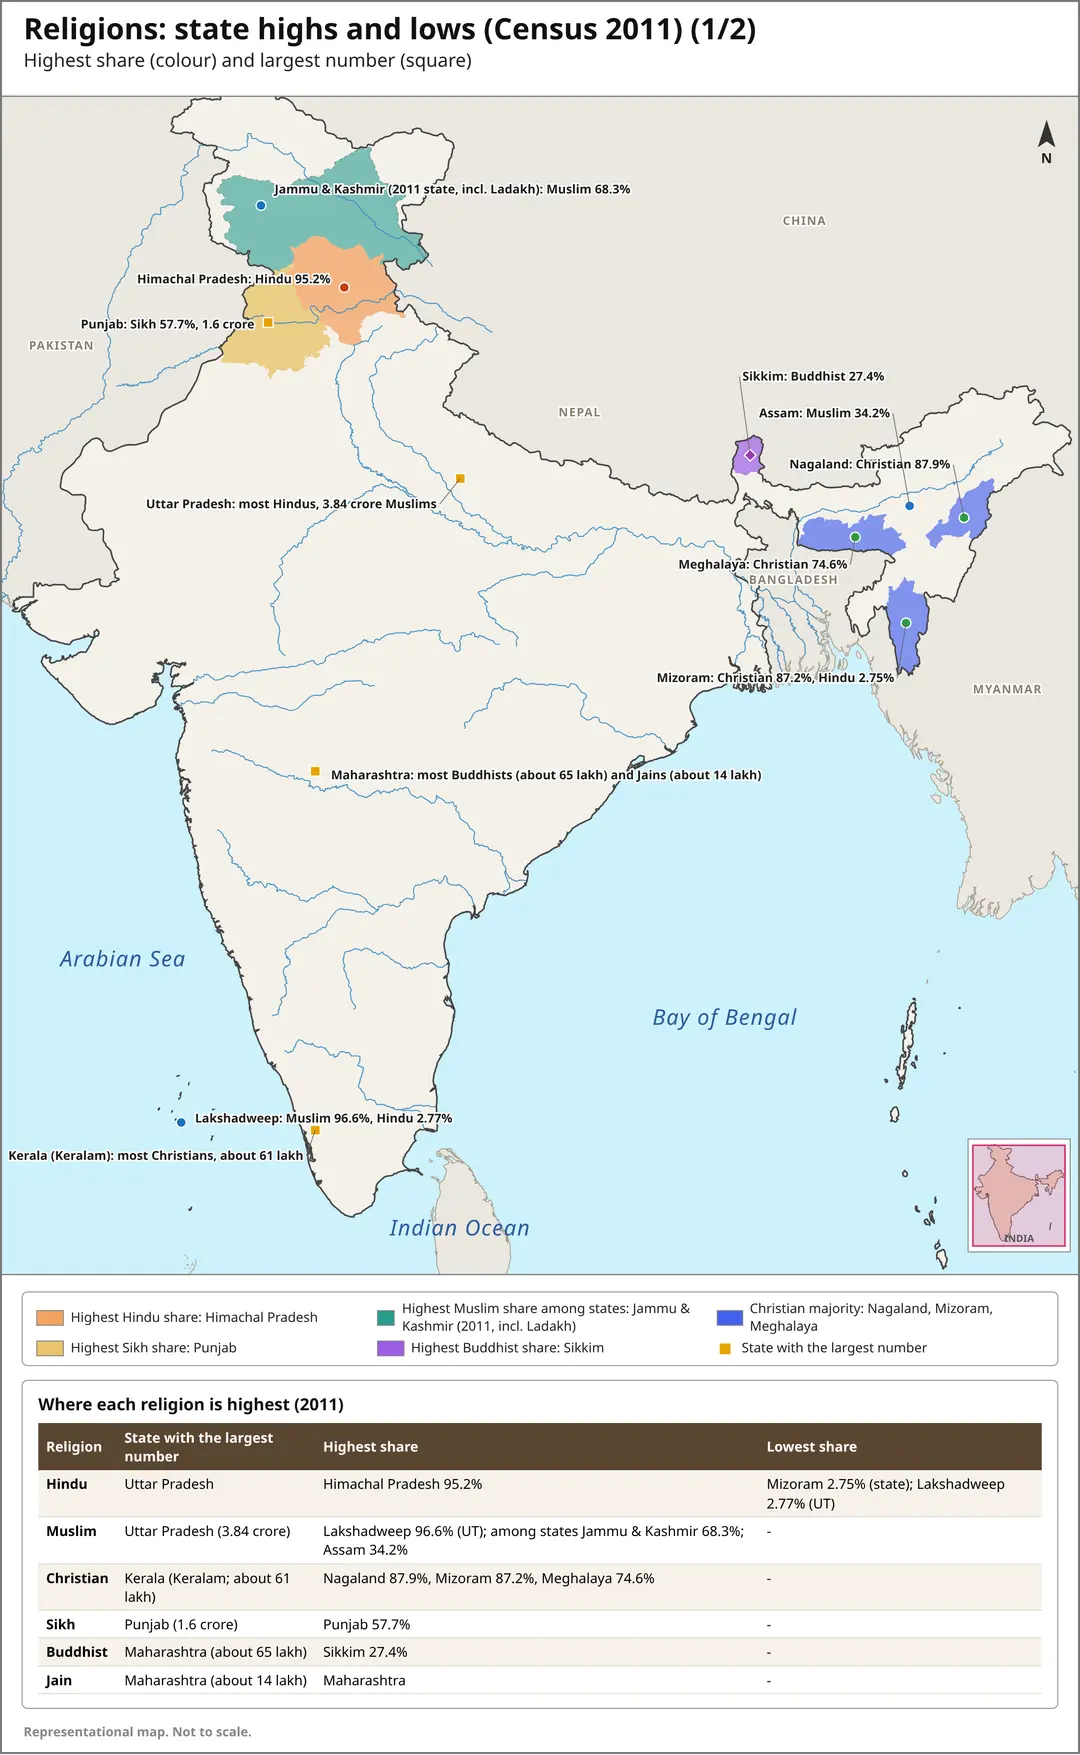 Religions: state highs and lows (Census 2011) (1/2)
Highest share (colour) and largest number (square)
N
Jammu & Kashmir (2011 state, incl. Ladakh): Muslim 68.3%
CHINA
Himachal Pradesh: Hindu 95.2%
Punjab: Sikh 57.7%, 1.6 crore
PAKISTAN
Sikkim: Buddhist 27.4%
NEPAL
Assam: Muslim 34.2%
Nagaland: Christian 87.9%
Uttar Pradesh: most Hindus, 3.84 crore Muslims
Meghalaya: Christian 74.6%
BANGLADESH
Mizoram: Christian 87.2%, Hindu 2.75%
MYANMAR
Maharashtra: most Buddhists (about 65 lakh) and Jains (about 14 lakh)
Arabian Sea
Bay of Bengal
Lakshadweep: Muslim 96.6%, Hindu 2.77%
Kerala (Keralam): most Christians, about 61 lakh
Indian Ocean
INDIA
Highest Hindu share: Himachal Pradesh
Highest Muslim share among states: Jammu &
Kashmir (2011, incl. Ladakh)
Christian majority: Nagaland, Mizoram,
Meghalaya
Highest Sikh share: Punjab
Highest Buddhist share: Sikkim
State with the largest number
Where each religion is highest (2011)
Religion State with the largest number Highest share Lowest share
Hindu Uttar Pradesh Himachal Pradesh 95.2% Mizoram 2.75% (state); Lakshadweep
2.77% (UT)
Muslim Uttar Pradesh (3.84 crore) Lakshadweep 96.6% (UT); among states Jammu & Kashmir 68.3%; -
Assam 34.2%
Christian Kerala (Keralam; about 61 Nagaland 87.9%, Mizoram 87.2%, Meghalaya 74.6% -
lakh)
Sikh Punjab (1.6 crore) Punjab 57.7% -
Buddhist Maharashtra (about 65 lakh) Sikkim 27.4% -
Jain Maharashtra (about 14 lakh) Maharashtra -
Representational map. Not to scale.